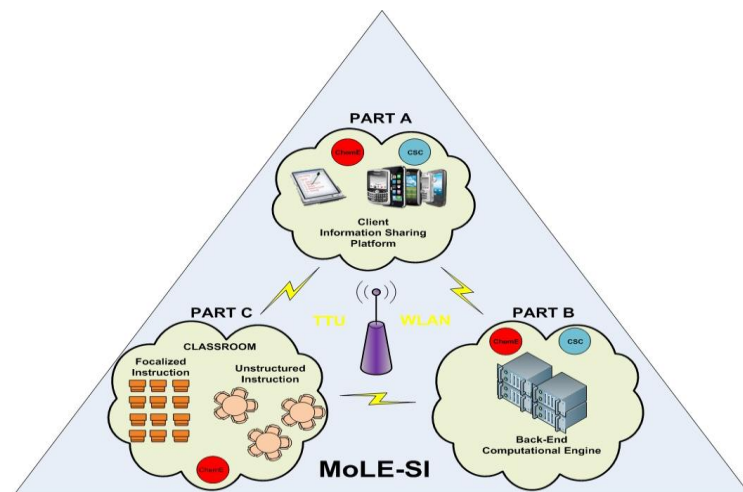 PART A
ChemE
CSC
Client
Information Sharing
Platform
TTU WLAN
PART C
CLASSROOM
Focalized
Instruction
Unstructured
Instruction
ChemE
PART B
ChemE
CSC
Back-End
Computational Engine
MoLE-SI